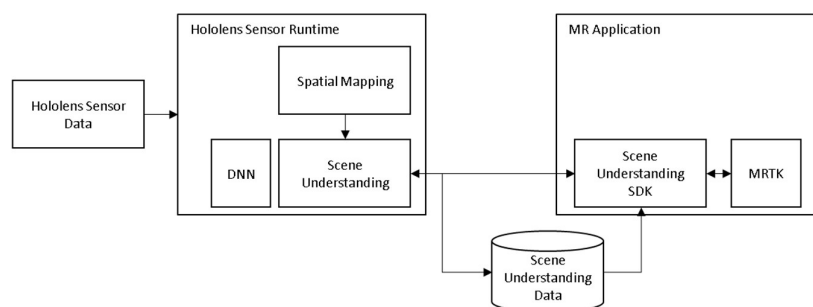 Hololens Sensor Runtime
MR Application
Spatial Mapping
Hololens Sensor
Data
DNN
Scene
Understanding
Scene
Understanding
SDK
MRTK
Scene
Understanding
Data